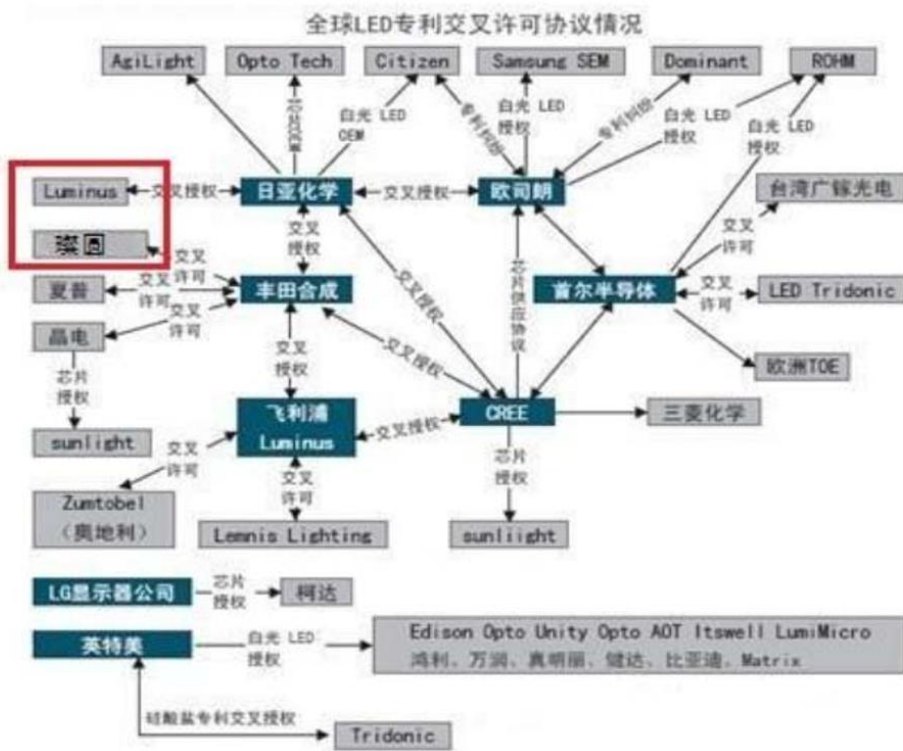 全球LED专利交叉许可协议情况
AgiLight
Opto Tech
Citizen
Samsung SEM
Dominant
ROHM
芯片OEM
白光 LED
OEM
专利纠纷
白光 LED
授权
专利纠纷
白光 LED
授权
白光 LED
授权
Luminus
交叉授权
日亚化学
交叉授权
欧司朗
台湾广镓光电
璨圆
交叉
许可
交叉
授权
交叉授权
芯片供应协议
交叉
许可
夏普
交叉
许可
丰田合成
首尔半导体
交叉
许可
LED Tridonic
晶电
交叉
许可
交叉
授权
交叉授权
欧洲TOE
芯片
授权
飞利浦
Luminus
交叉授权
CREE
三菱化学
sunlight
交叉
许可
交叉
许可
芯片
授权
Zumtobel
（奥地利）
Lemnis Lighting
sunliight
LG显示器公司
芯片
授权
柯达
英特美
白光 LED
授权
Edison Opto Unity Opto AOT Itswell LumiMicro
鸿利、万润、真明丽、健达、比亚迪、Matrix
硅酸盐专利交叉授权
Tridonic